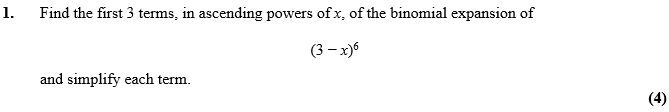 1. Find the first 3 terms, in ascending powers of x, of the binomial expansion of
(3 – x)⁶
and simplify each term.
(4)